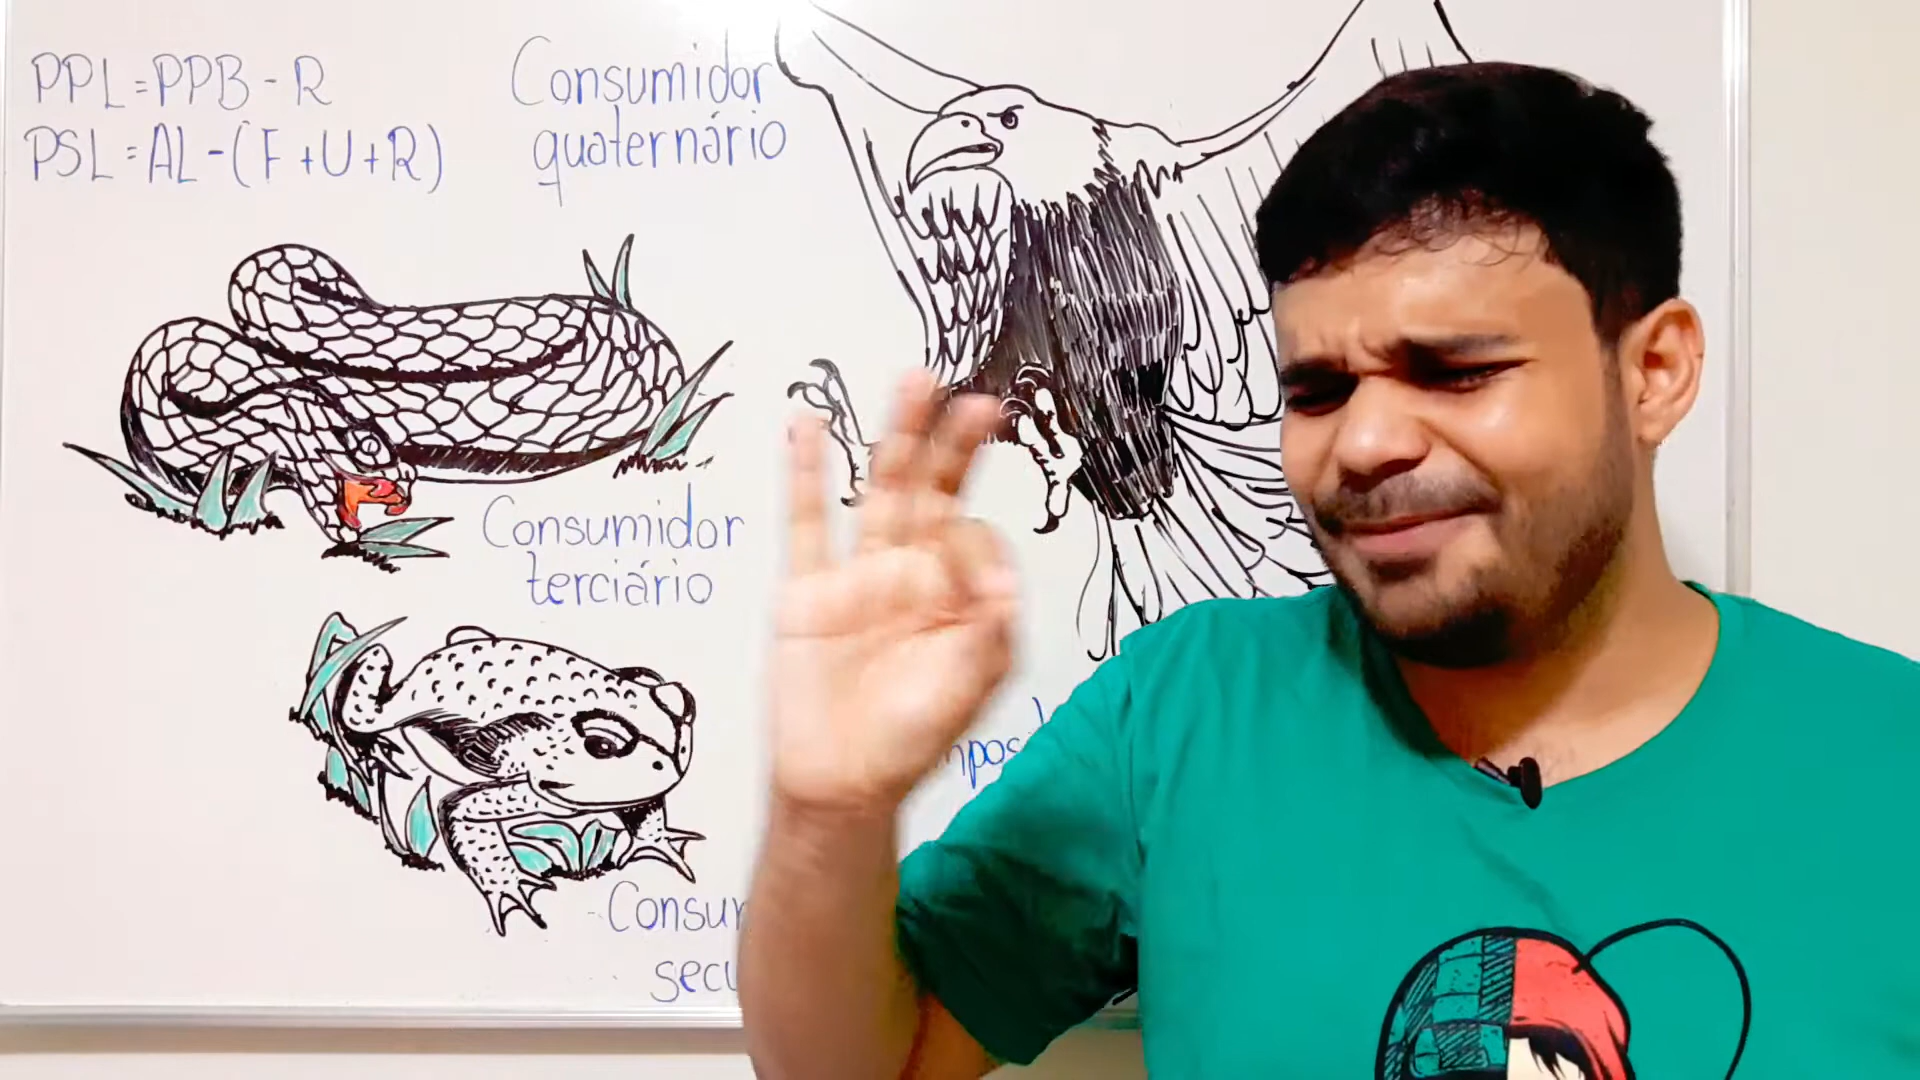 PPL=PPB-R
PSL=AL-(F+U+R)
Consumidor
quaternário
Consumidor
terciário